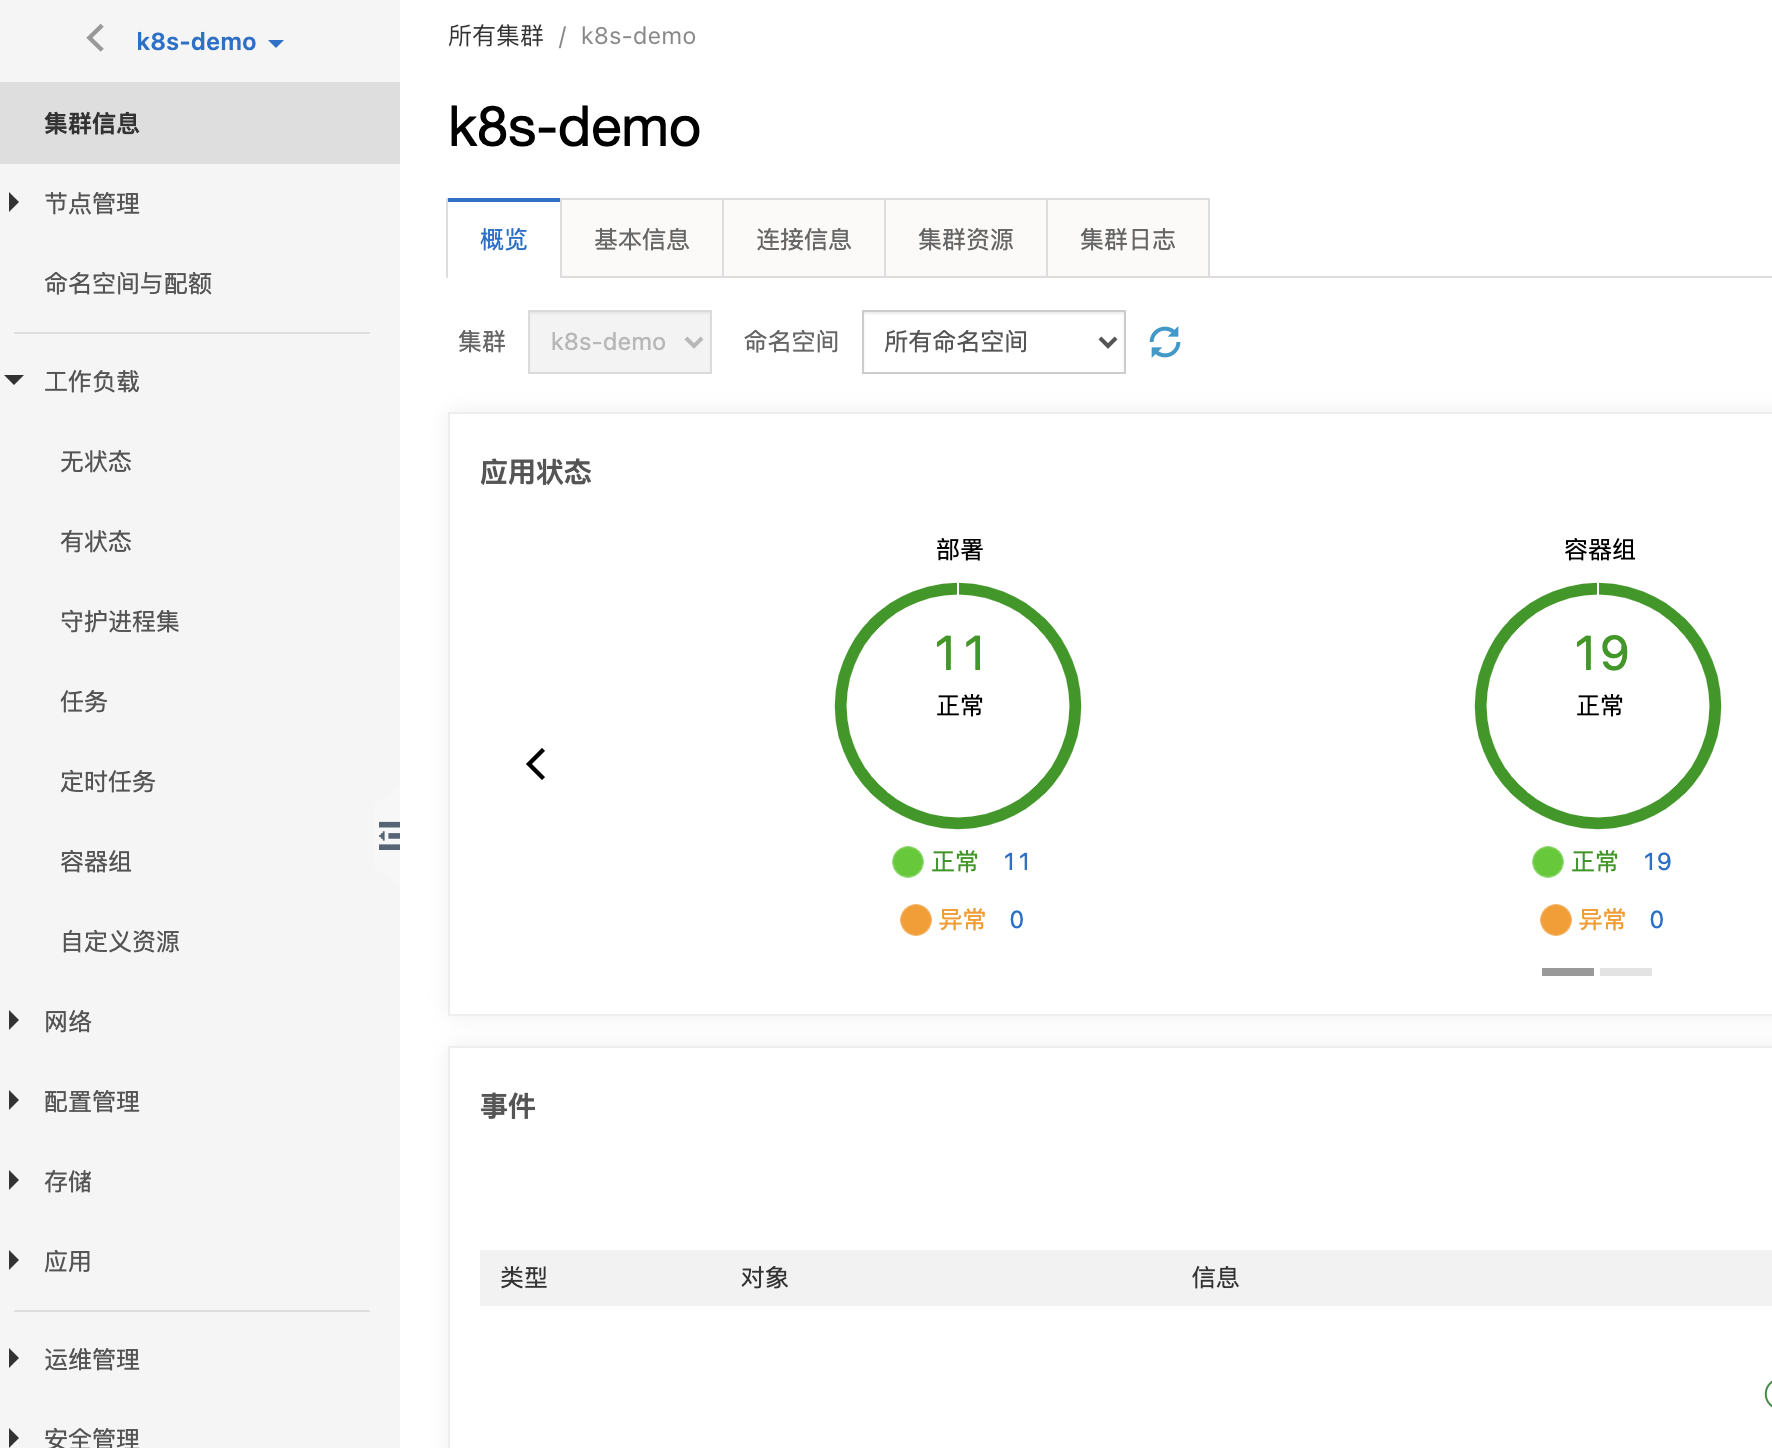 k8s-demo
集群信息
节点管理
命名空间与配额
工作负载
无状态
有状态
守护进程集
任务
定时任务
容器组
自定义资源
网络
配置管理
存储
应用
运维管理
安全管理
所有集群 / k8s-demo
k8s-demo
概览 基本信息 连接信息 集群资源 集群日志
集群 k8s-demo 命名空间 所有命名空间
应用状态
部署
11
正常
正常 11
异常 0
容器组
19
正常
正常 19
异常 0
事件
类型 对象 信息